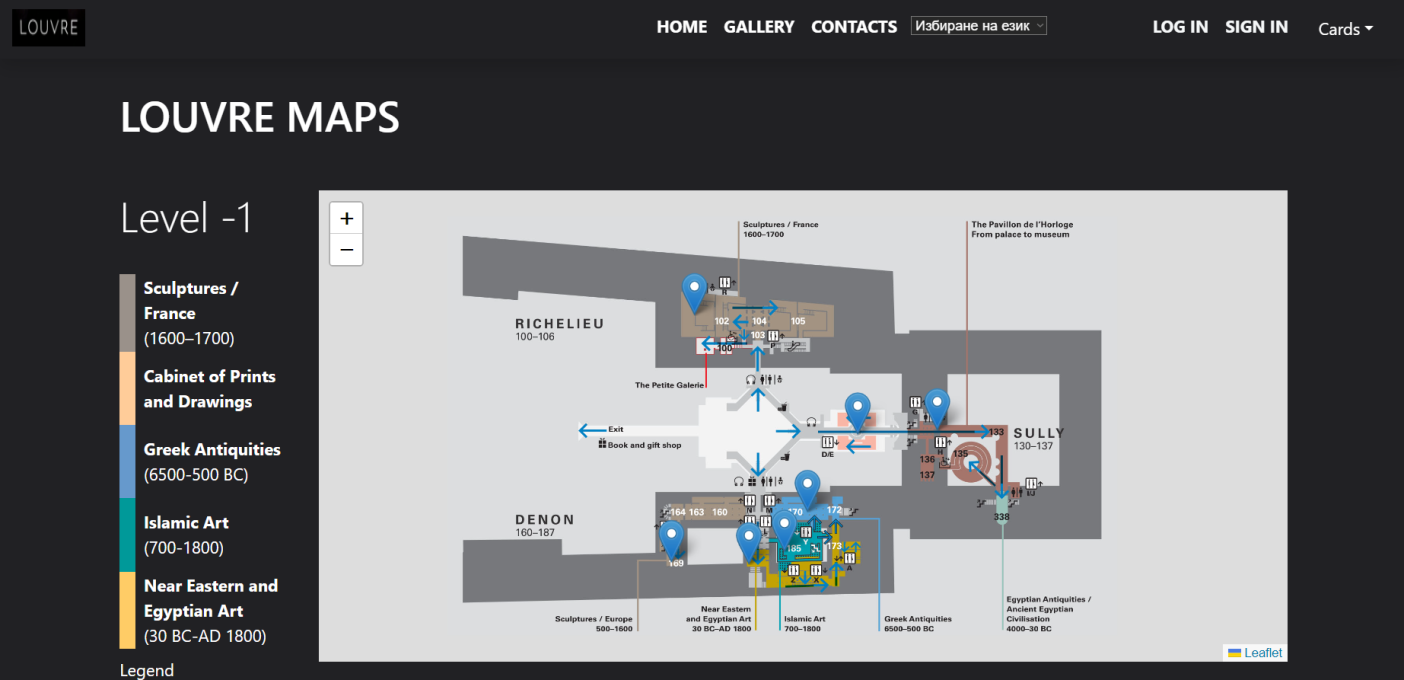 LOUVRE
HOME GALLERY CONTACTS Избиране на език LOG IN SIGN IN Cards
LOUVRE MAPS
Level -1
Sculptures /
France
(1600–1700)
Cabinet of Prints
and Drawings
Greek Antiquities
(6500-500 BC)
Islamic Art
(700-1800)
Near Eastern and
Egyptian Art
(30 BC-AD 1800)
Legend
+
−
Sculptures / France
1600–1700
The Pavillon de l'Horloge
From palace to museum
RICHELIEU
100–106
R
102 104 105
103
100
P
The Petite Galerie
Exit
Book and gift shop
D/E
G
H
133
136 135
137
SULLY
130–137
I/J
338
DENON
160–187
164 163 160
N M
170 172
L
Y
185
173
169
Z X
A
Sculptures / Europe
500–1600
Near Eastern
and Egyptian Art
30 BC–AD 1800
Islamic Art
700–1800
Greek Antiquities
6500–500 BC
Egyptian Antiquities /
Ancient Egyptian
Civilisation
4000–30 BC
Leaflet